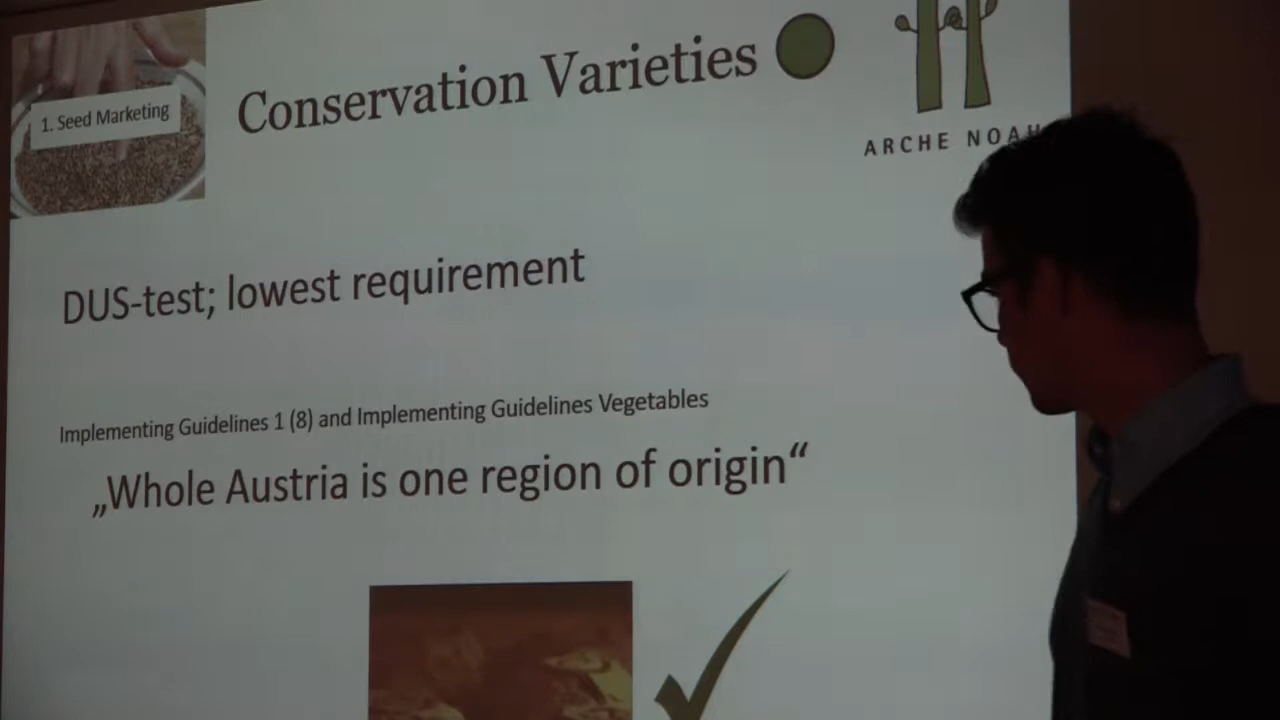 1. Seed Marketing
Conservation Varieties
ARCHE NOAH
DUS-test; lowest requirement
Implementing Guidelines 1 (8) and Implementing Guidelines Vegetables
„Whole Austria is one region of origin“